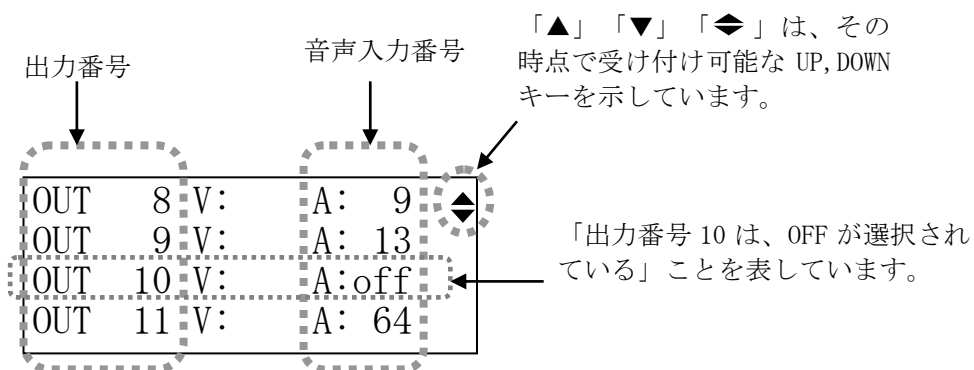 出力番号
音声入力番号
「▲」「▼」「◆」は、その
時点で受け付け可能な UP,DOWN
キーを示しています。
OUT 8 V: A: 9
OUT 9 V: A: 13
OUT 10 V: A:off
OUT 11 V: A: 64
「出力番号 10 は、OFF が選択され
ている」ことを表しています。